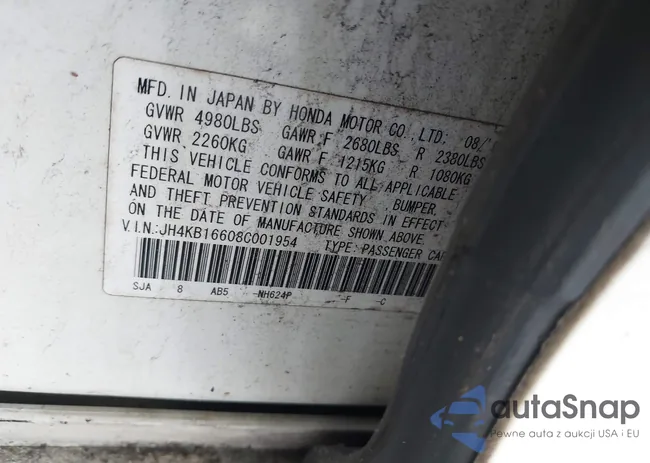 MFD. IN JAPAN BY HONDA MOTOR CO., LTD. 08/
GVWR 4980LBS GAWR F 2680LBS R 2380LBS
GVWR 2260KG GAWR F 1215KG R 1080KG
THIS VEHICLE CONFORMS TO ALL APPLICABLE
FEDERAL MOTOR VEHICLE SAFETY, BUMPER,
AND THEFT PREVENTION STANDARDS IN EFFECT
ON THE DATE OF MANUFACTURE SHOWN ABOVE.
V.I.N.:JH4KB16608C001954 TYPE: PASSENGER CAR
SJA 8 AB5 -NH624P -F -C
autaSnap
Pewne auta z aukcji USA i EU